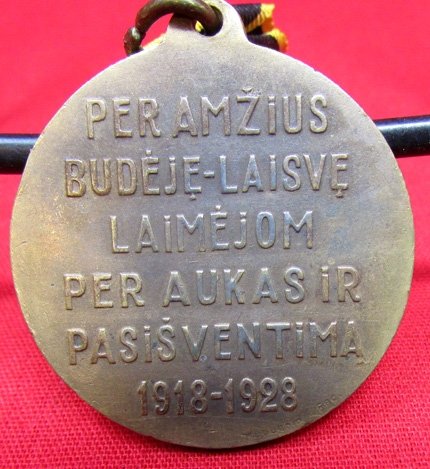 PER AMŽiUS
BUDĖJĘ-LAiSVĘ
LAiMĖJOM
PER AUKAS iR
PASiŠVENTIMA
1918-1928